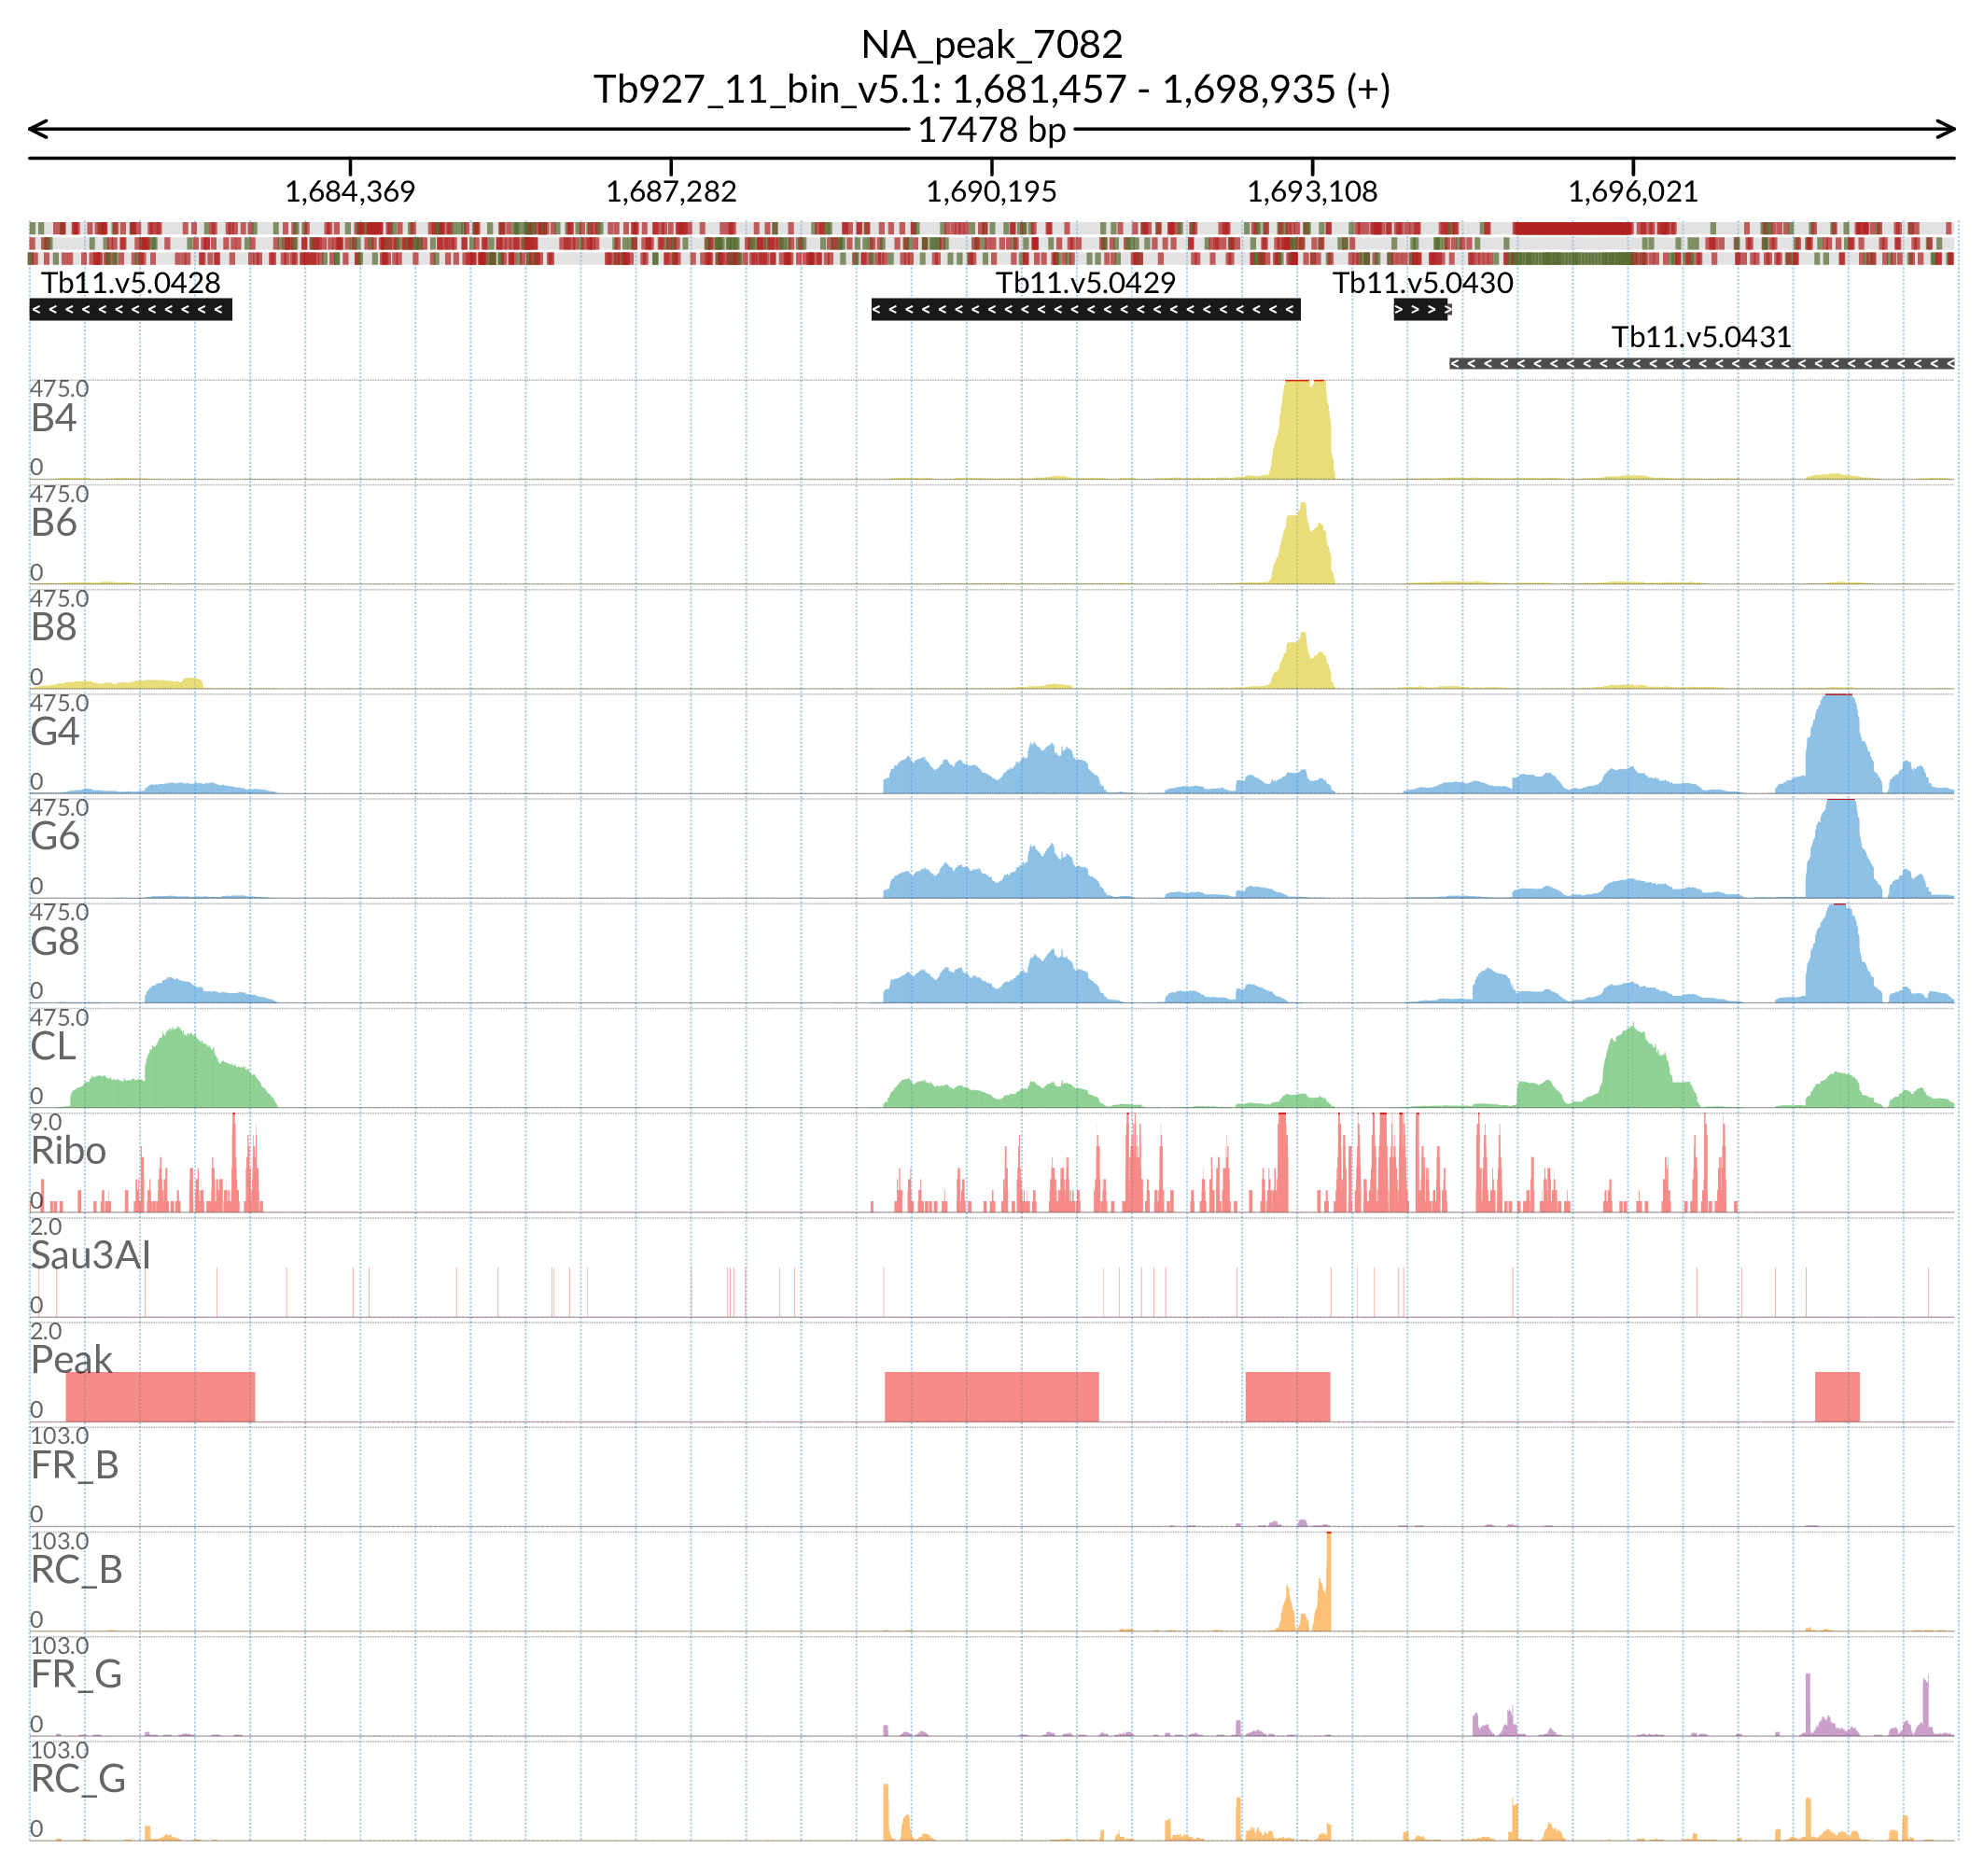 NA_peak_7082
Tb927_11_bin_v5.1: 1,681,457 - 1,698,935 (+)
17478 bp
1,684,369 1,687,282 1,690,195 1,693,108 1,696,021
Tb11.v5.0428 Tb11.v5.0429 Tb11.v5.0430
Tb11.v5.0431
475.0
B4
0
475.0
B6
0
475.0
B8
0
475.0
G4
0
475.0
G6
0
475.0
G8
0
475.0
CL
0
9.0
Ribo
0
2.0
Sau3AI
0
2.0
Peak
0
103.0
FR_B
0
103.0
RC_B
0
103.0
FR_G
0
103.0
RC_G
0